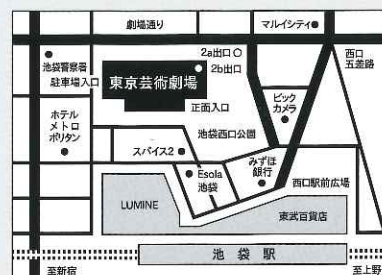 劇場通り
マルイシティ
2a出口
西口
五差路
池袋警察署
2b出口
駐車場入口
東京芸術劇場
正面入口
ビック
カメラ
ホテル
メトロ
ポリタン
池袋西口公園
スパイス2
みずほ
銀行
Esola
池袋
西口駅前広場
LUMINE
東武百貨店
池袋駅
至新宿
至上野